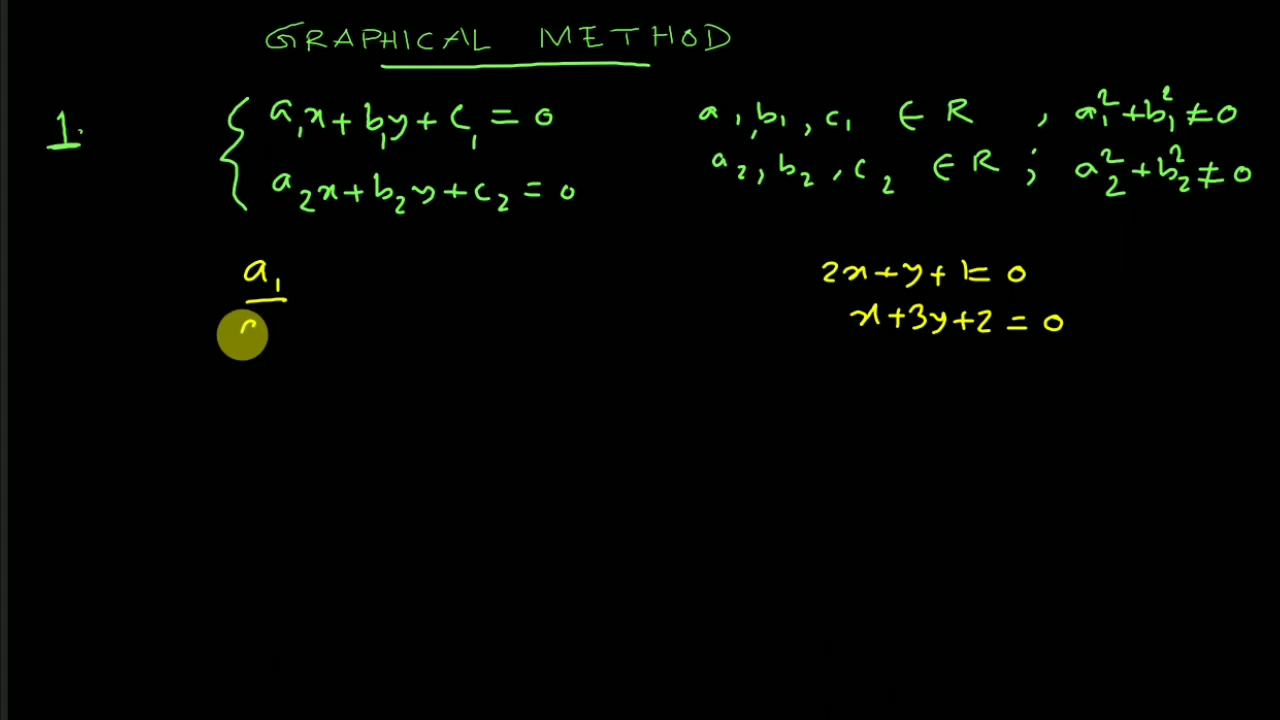 GRAPHICAL METHOD
1. { a₁x + b₁y + c₁ = 0 a₁, b₁, c₁ ∈ R , a₁² + b₁² ≠ 0
a₂x + b₂y + c₂ = 0 a₂, b₂, c₂ ∈ R ; a₂² + b₂² ≠ 0
a₁ 2x + y + 1 = 0
x + 3y + 2 = 0